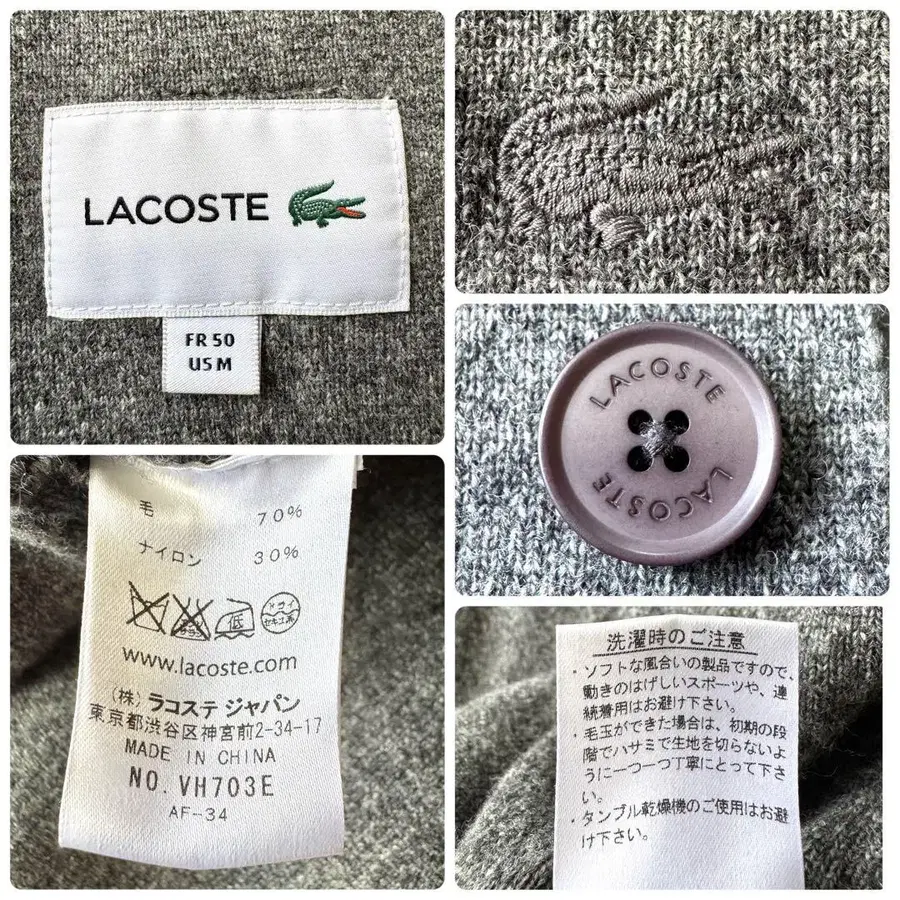 LACOSTE
FR 50
US M
LACOSTE
LACOSTE
毛 70%
ナイロン 30%
低
ドライ
セキユ系
www.lacoste.com
(株)ラコステ ジャパン
東京都渋谷区神宮前2-34-17
MADE IN CHINA
NO. VH703E
AF-34
洗濯時のご注意
・ソフトな風合いの製品ですので、
動きのはげしいスポーツや、連
続着用はお避け下さい。
・毛玉ができた場合は、初期の段
階でハサミで生地を切らないよ
うに一つ一つ丁寧にとって下さ
い。
・タンブル乾燥機のご使用はお避
け下さい。